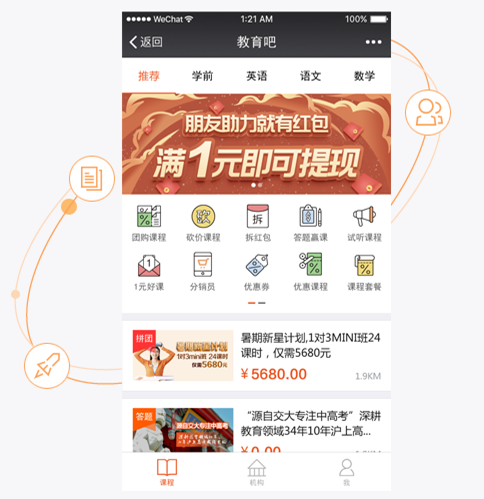 WeChat 1:21 AM 100%
返回 教育吧
推荐 学前 英语 语文 数学
朋友助力就有红包
满1元即可提现
团购课程 砍价课程 拆红包 答题赢课 试听课程
1元好课 分销员 优惠券 优惠课程 课程套餐
拼团
暑期新星计划
1对3mini班 24课时
仅需5680元
暑期新星计划,1对3MINI班24
课时，仅需5680元
¥5680.00 1.9KM
答题
源自交大专注中高考
“源自交大专注中高考”深耕
教育领域34年10年沪上高...
¥0.00
课程 机构 我